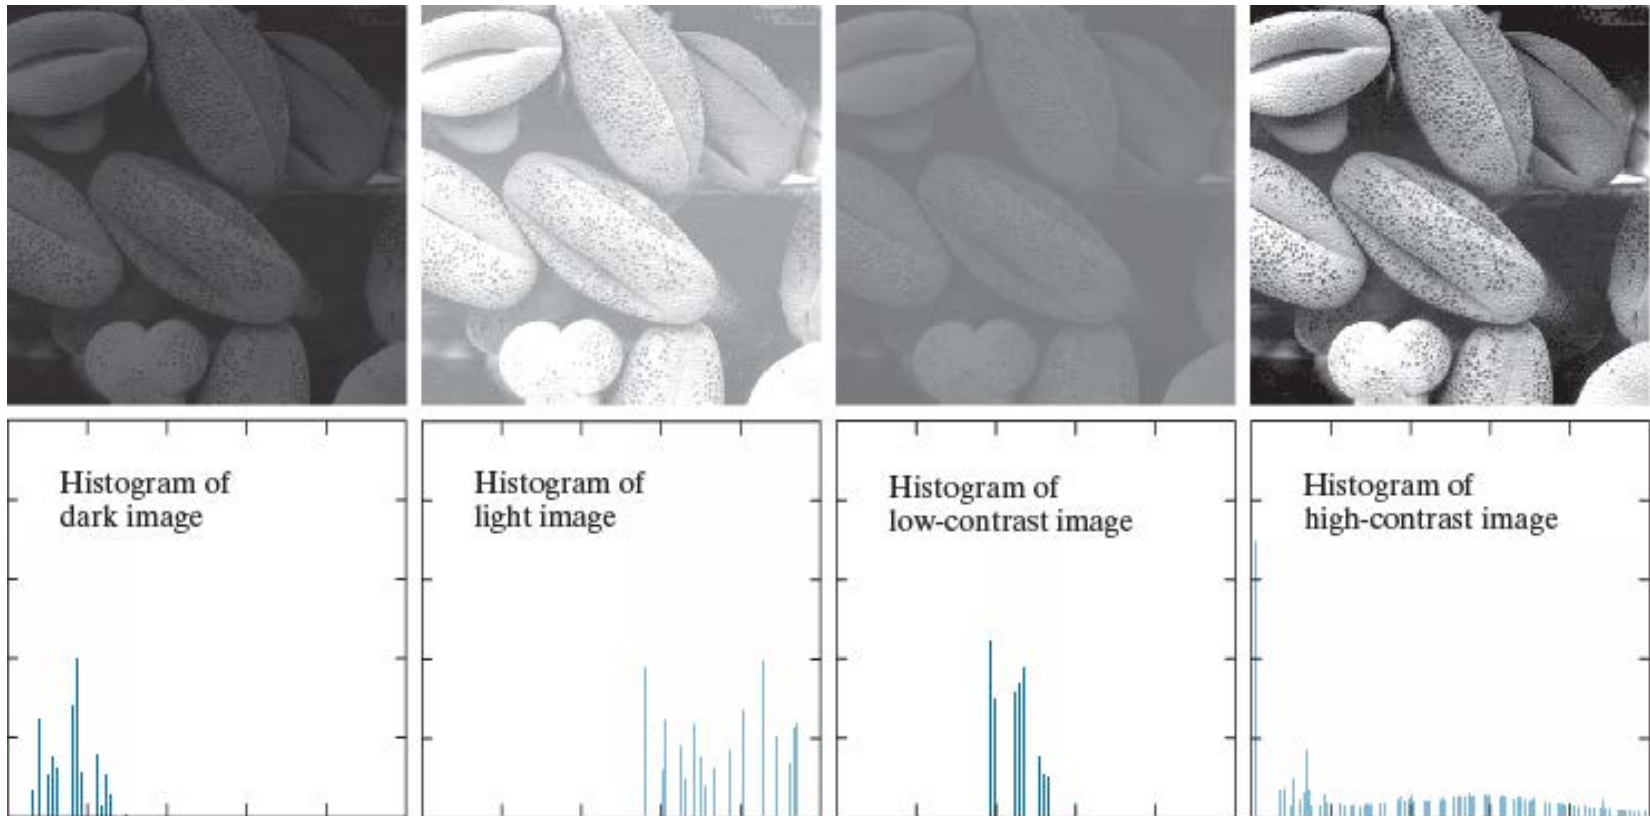 Histogram of
dark image
Histogram of
light image
Histogram of
low-contrast image
Histogram of
high-contrast image